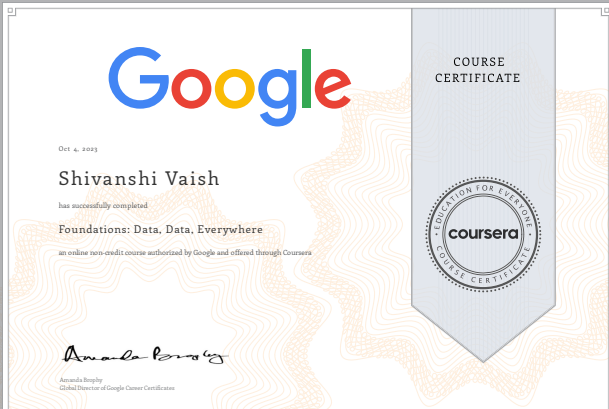 Google
COURSE
CERTIFICATE
Oct 4, 2023
Shivanshi Vaish
has successfully completed
Foundations: Data, Data, Everywhere
an online non-credit course authorized by Google and offered through Coursera
EDUCATION FOR EVERYONE
coursera
COURSE CERTIFICATE
Amanda Brophy
Amanda Brophy
Global Director of Google Career Certificates